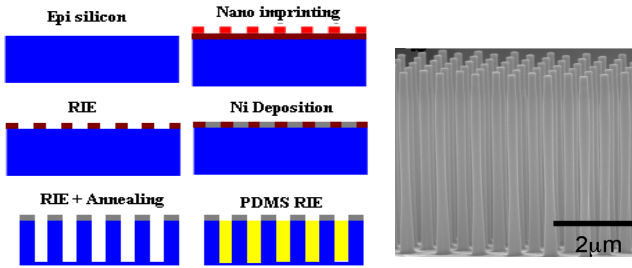 Epi silicon
Nano imprinting
RIE
Ni Deposition
RIE + Annealing
PDMS RIE
2μm